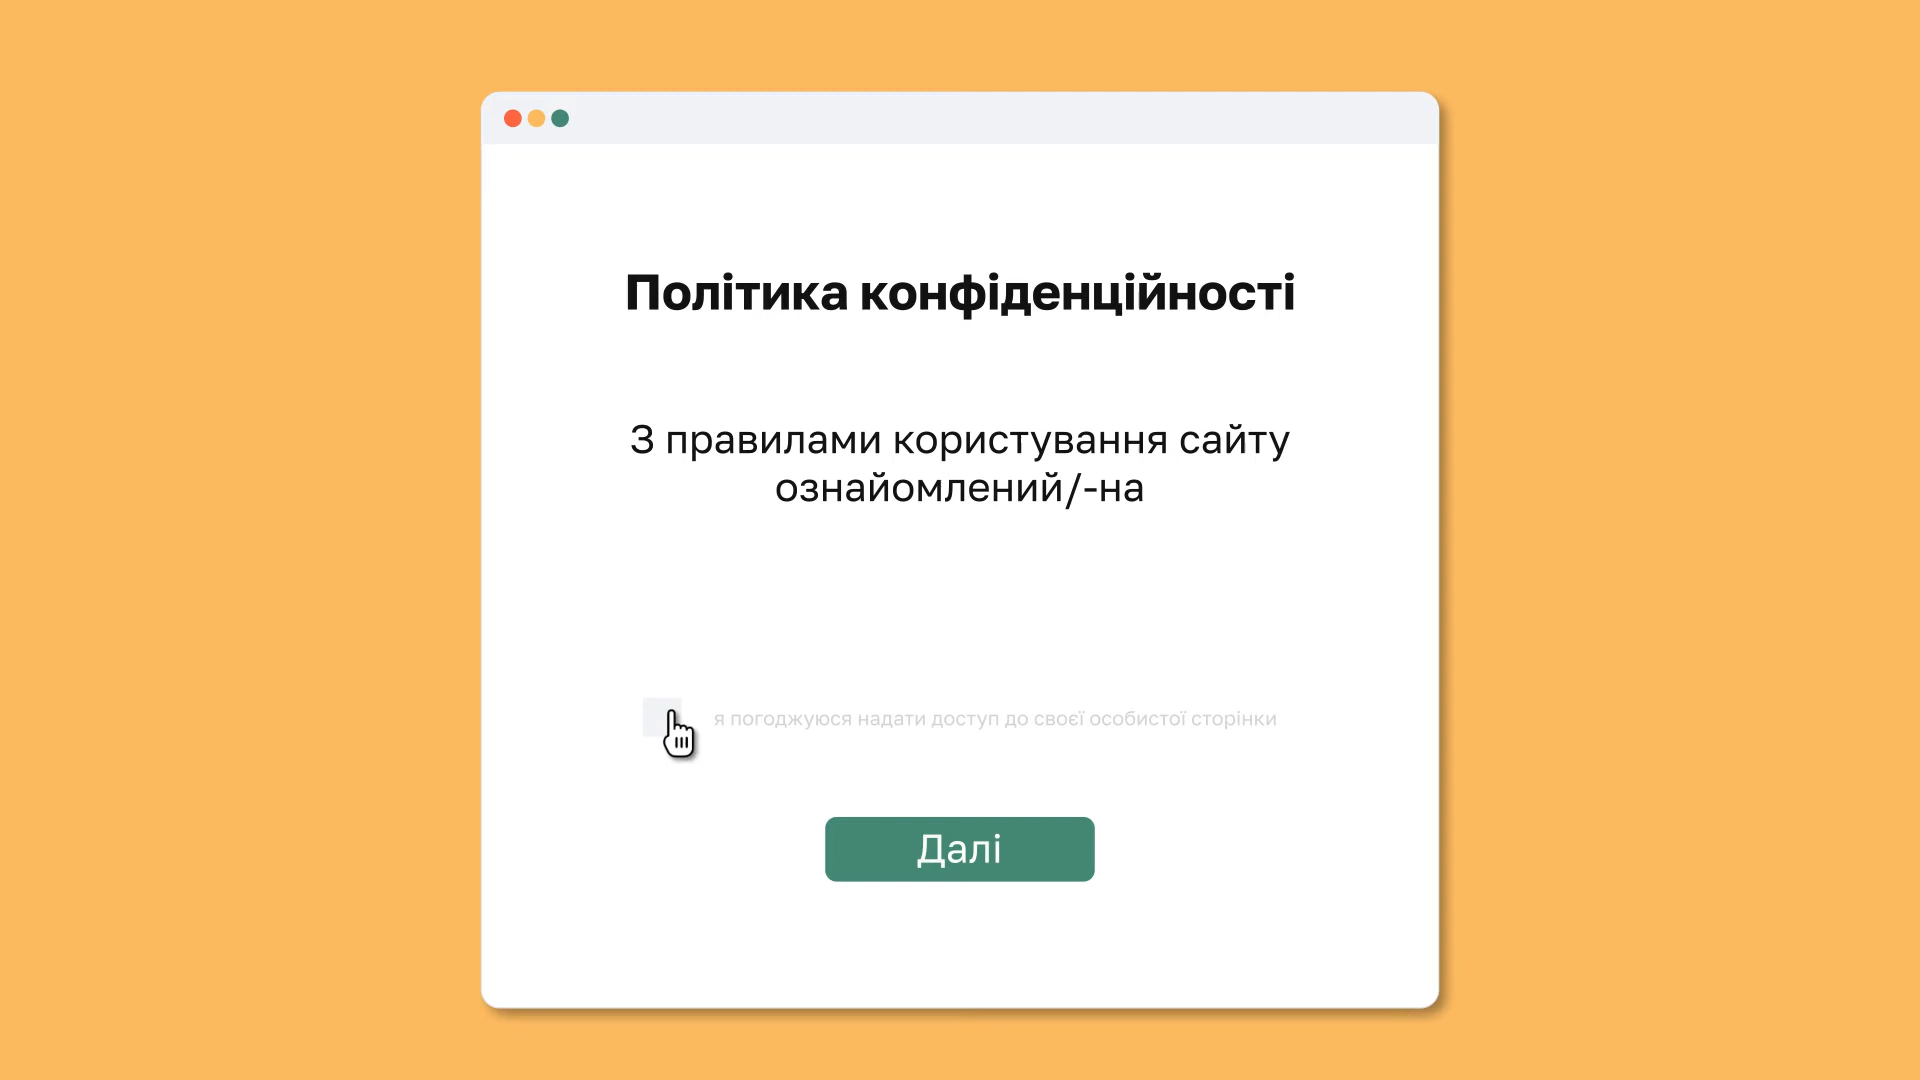 Політика конфіденційності
З правилами користування сайту
ознайомлений/-на
я погоджуюся надати доступ до своєї особистої сторінки
Далі